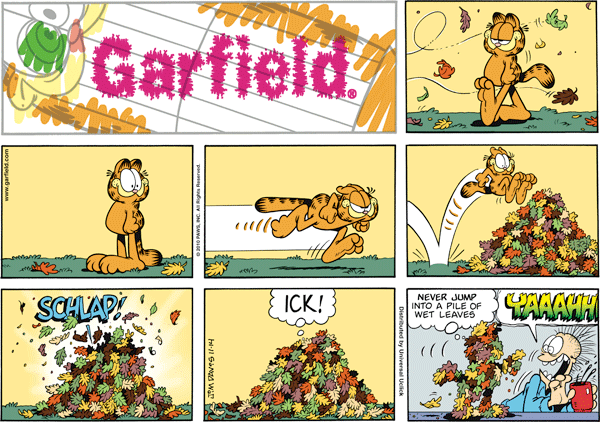 Garfield®
www.garfield.com
© 2010 PAWS, INC. All Rights Reserved.
SCHLAP!
ICK!
JIM DAVIS 11·14
Distributed by Universal Uclick
NEVER JUMP
INTO A PILE OF
WET LEAVES
YAAAAHH